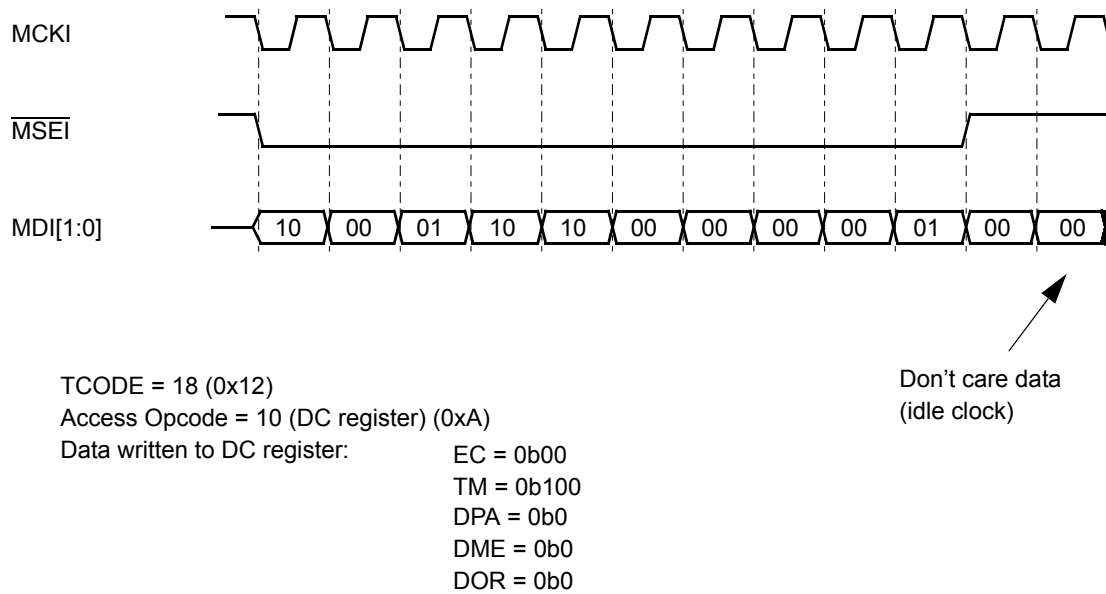 MCKI
MSEI
MDI[1:0]
10 00 01 10 10 00 00 00 00 01 00 00
Don't care data
(idle clock)
TCODE = 18 (0x12)
Access Opcode = 10 (DC register) (0xA)
Data written to DC register:
EC = 0b00
TM = 0b100
DPA = 0b0
DME = 0b0
DOR = 0b0